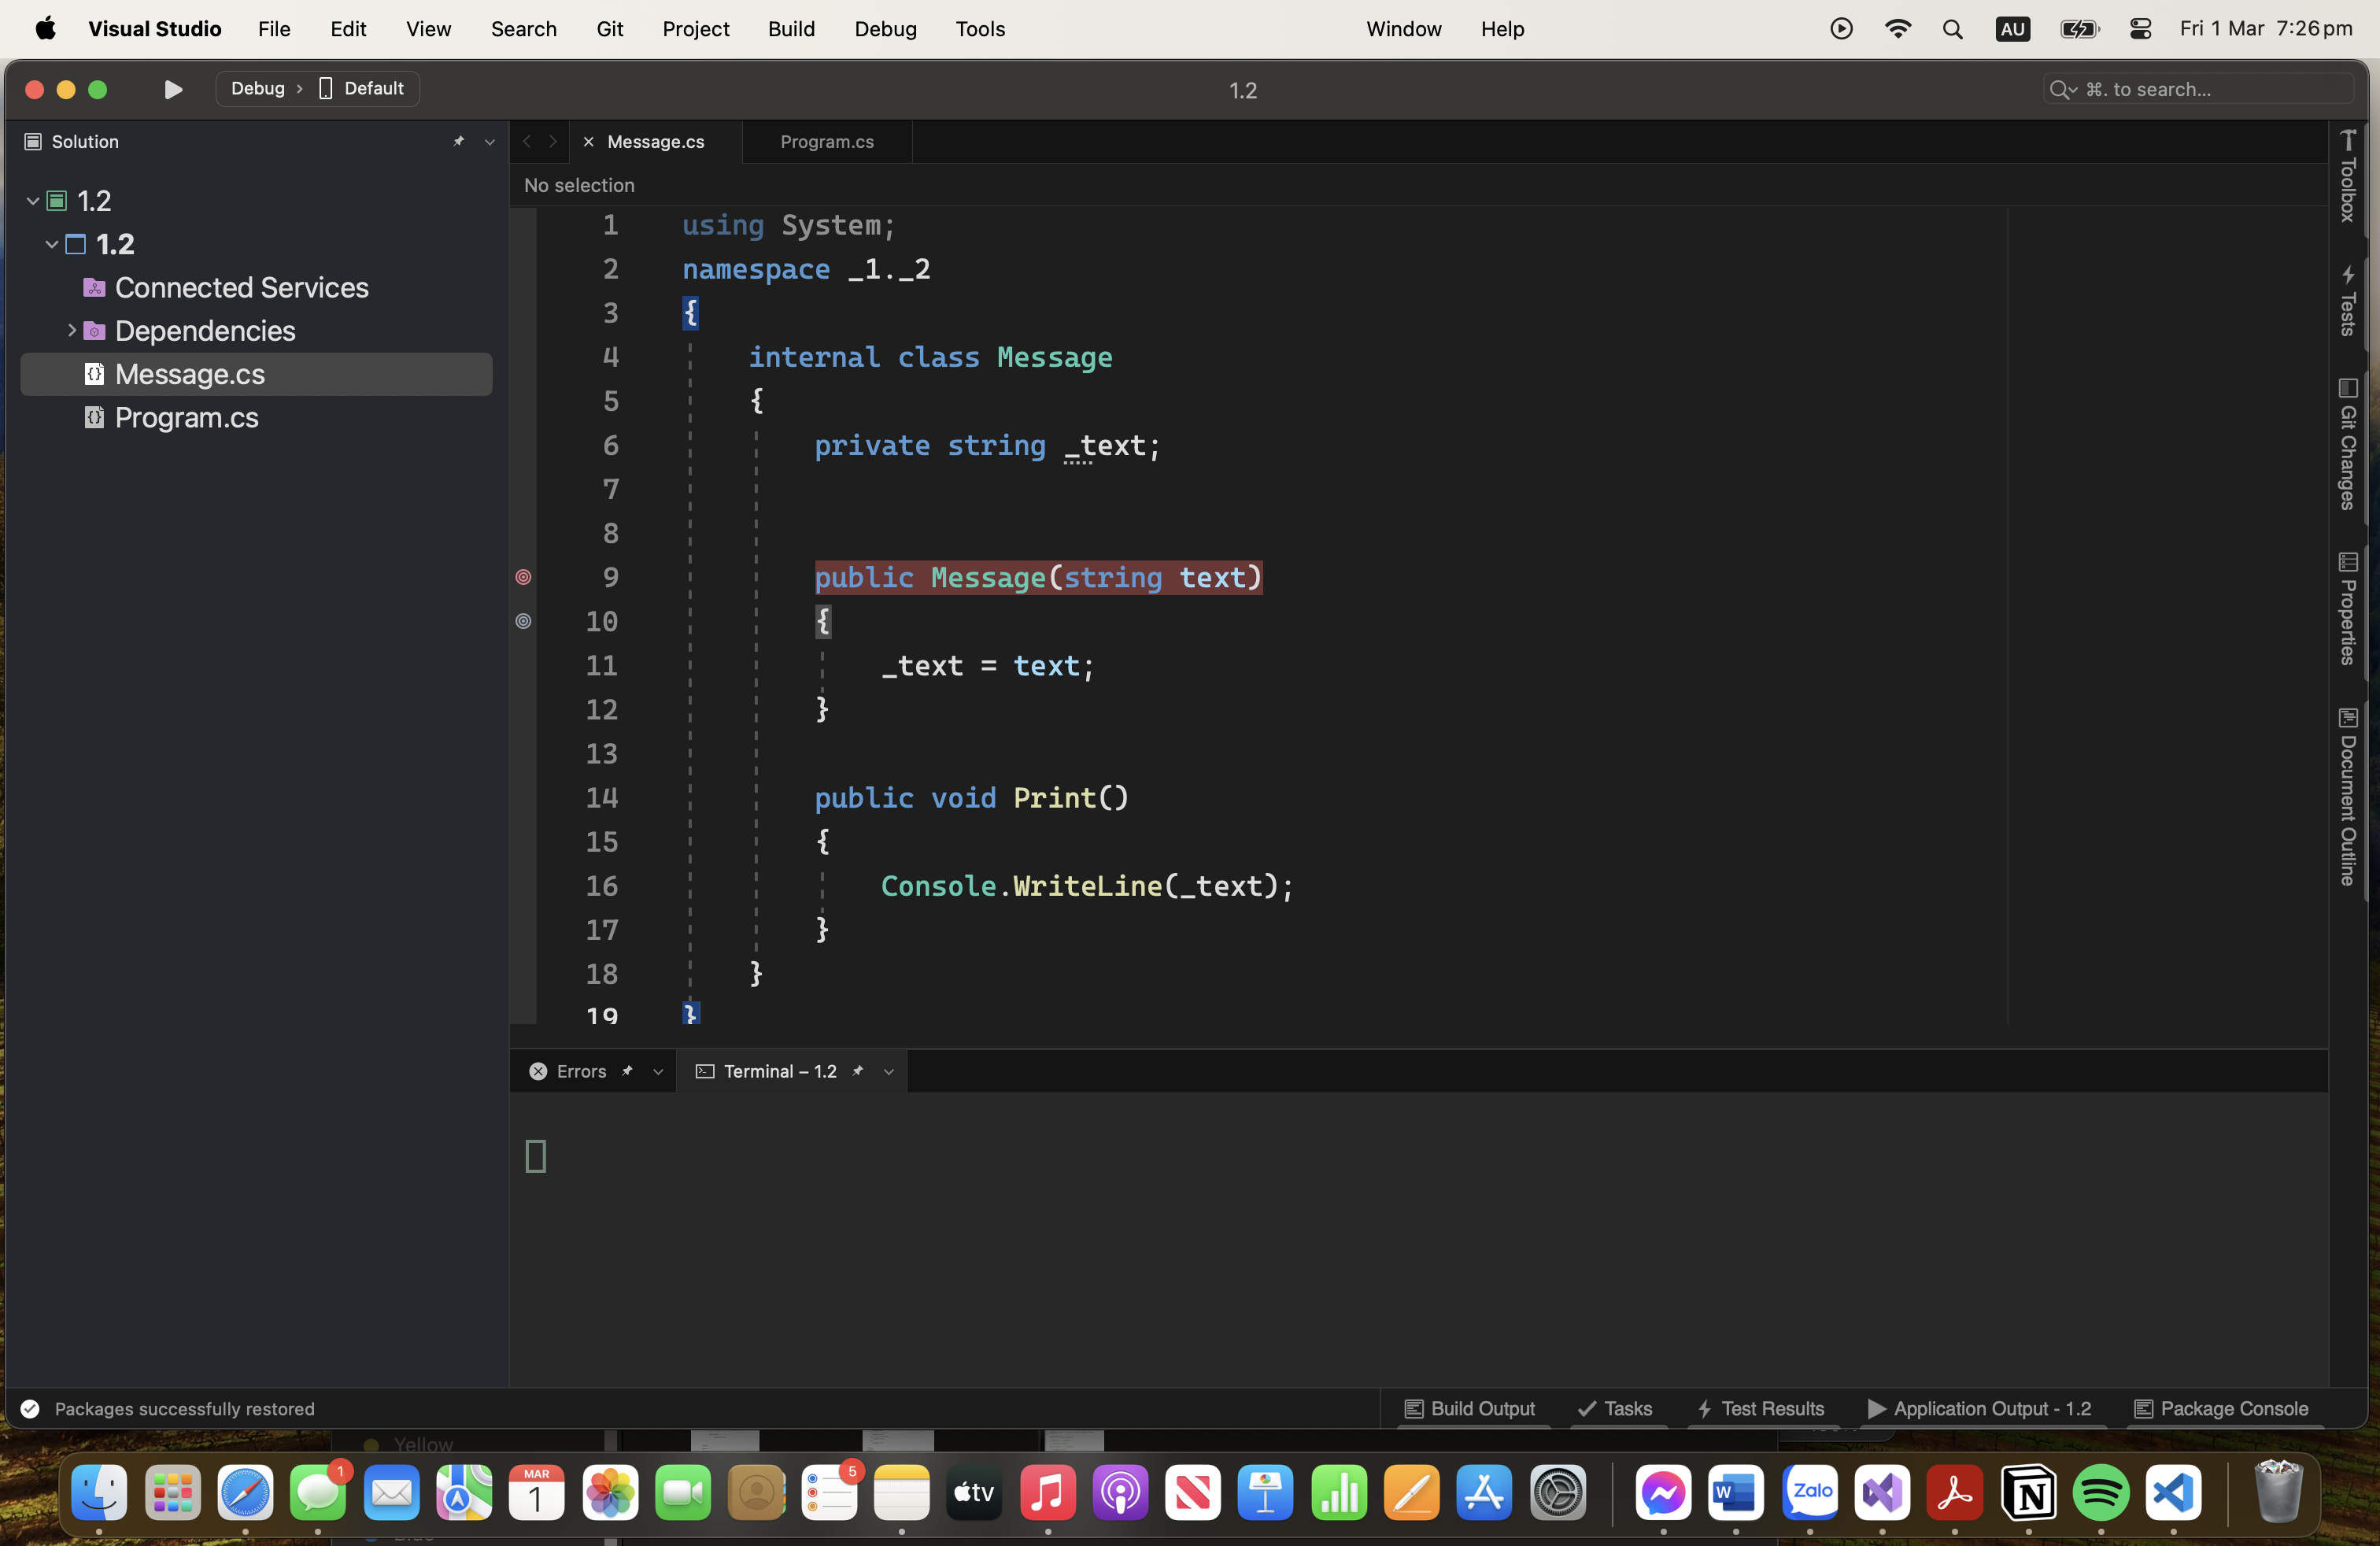 Visual Studio File Edit View Search Git Project Build Debug Tools Window Help AU Fri 1 Mar 7:26 pm
Debug › Default
1.2
⌘. to search...
Solution
1.2
1.2
Connected Services
Dependencies
Message.cs
Program.cs
Message.cs
Program.cs
No selection
1 using System;
2 namespace _1._2
3 {
4 internal class Message
5 {
6 private string _text;
7
8
9 public Message(string text)
10 {
11 _text = text;
12 }
13
14 public void Print()
15 {
16 Console.WriteLine(_text);
17 }
18 }
19 }
Toolbox
Tests
Git Changes
Properties
Document Outline
Errors
Terminal – 1.2
Packages successfully restored
Build Output
Tasks
Test Results
Application Output - 1.2
Package Console
Yellow
1
MAR
1
5
tv
W
Zalo
N